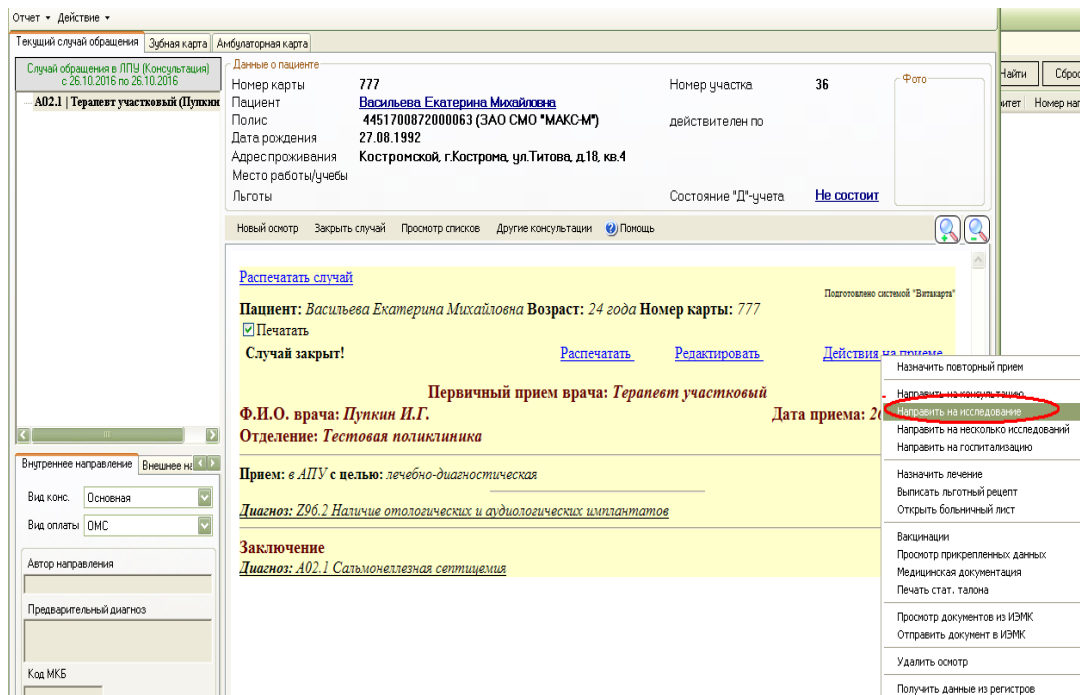 Отчет Действие
Текущий случай обращения Зубная карта Амбулаторная карта
Случай обращения в ЛПУ (Консультация)
с 26.10.2016 по 26.10.2016
A02.1 | Терапевт участковый (Пупкин
Данные о пациенте
Номер карты 777 Номер участка 36
Пациент Васильева Екатерина Михайловна
Полис 4451700872000063 (ЗАО СМО "МАКС-М") действителен по
Дата рождения 27.08.1992
Адрес проживания Костромской, г.Кострома, ул.Титова, д.18, кв.4
Место работы/учебы
Льготы Состояние "Д"-учета Не состоит
Фото
Найти Сброс
Номер нап
Новый осмотр Закрыть случай Просмотр списков Другие консультации Помощь
Распечатать случай
Подготовлено системой "Витакарта"
Пациент: Васильева Екатерина Михайловна Возраст: 24 года Номер карты: 777
Печатать
Случай закрыт! Распечатать Редактировать Действия на приеме
Первичный прием врача: Терапевт участковый
Ф.И.О. врача: Пупкин И.Г. Дата приема: 26
Отделение: Тестовая поликлиника
Прием: в АПУ с целью: лечебно-диагностическая
Диагноз: Z96.2 Наличие отологических и аудиологических имплантатов
Заключение
Диагноз: A02.1 Сальмонеллезная септицемия
Назначить повторный прием
Направить на консультацию
Направить на исследование
Направить на несколько исследований
Направить на госпитализацию
Назначить лечение
Выписать льготный рецепт
Открыть больничный лист
Вакцинации
Просмотр прикрепленных данных
Медицинская документация
Печать стат. талона
Просмотр документов из ИЭМК
Отправить документ в ИЭМК
Удалить осмотр
Получить данные из регистров
Внутреннее направление Внешнее на
Вид конс. Основная
Вид оплаты ОМС
Автор направления
Предварительный диагноз
Код МКБ